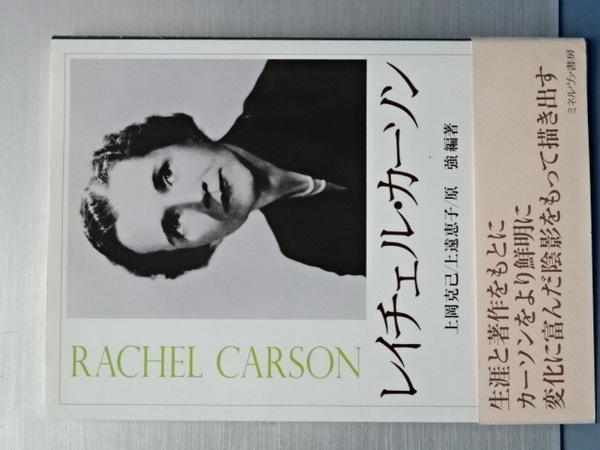 RACHEL CARSON
レイチェル・カーソン
上岡克己/上遠恵子/原 強 編著
生涯と著作をもとに
カーソンをより鮮明に
変化に富んだ陰影をもって描き出す
ミネルヴァ書房